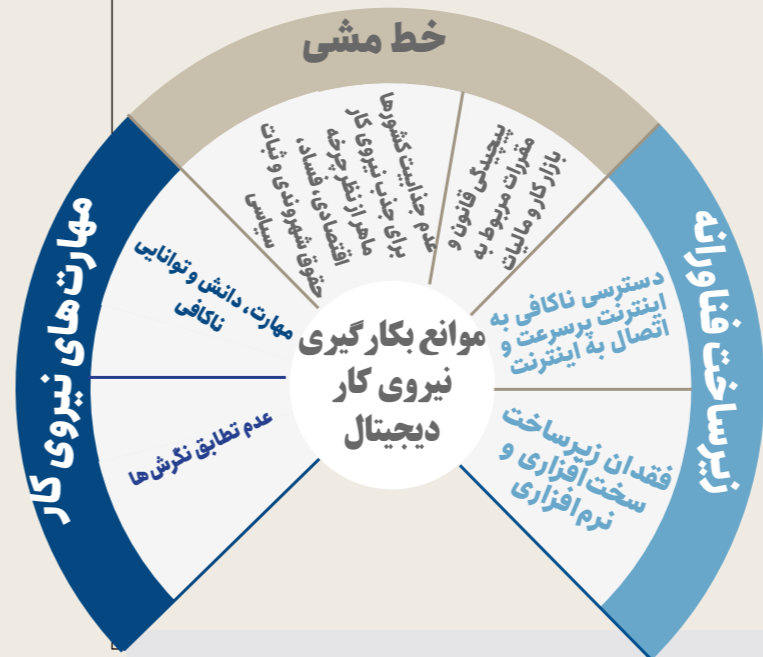 خط مشی
پیچیدگی قانون و
مقررات مربوط به
بازار کار و مالیات
عدم جذابیت کشورها
برای جذب نیروی کار
ماهر از نظر چرخه
اقتصادی، فساد،
حقوق شهروندی و ثبات
سیاسی
زیرساخت فناورانه
دسترسی ناکافی به
اینترنت پرسرعت و
اتصال به اینترنت
فقدان زیرساخت
سخت‌افزاری و
نرم‌افزاری
مهارت‌های نیروی کار
مهارت، دانش و توانایی
ناکافی
عدم تطابق نگرش‌ها
موانع بکارگیری
نیروی کار
دیجیتال